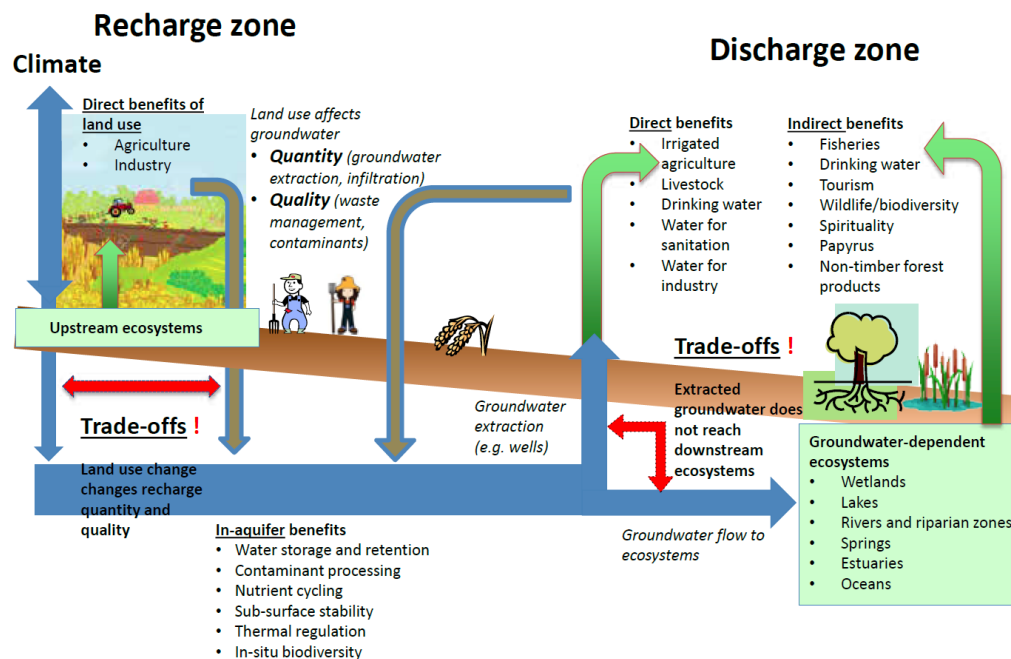 Recharge zone
Discharge zone
Climate
Direct benefits of
land use
• Agriculture
• Industry
Land use affects
groundwater
• Quantity (groundwater
extraction, infiltration)
• Quality (waste
management,
contaminants)
Direct benefits
• Irrigated
agriculture
• Livestock
• Drinking water
• Water for
sanitation
• Water for
industry
Indirect benefits
• Fisheries
• Drinking water
• Tourism
• Wildlife/biodiversity
• Spirituality
• Papyrus
• Non-timber forest
products
Upstream ecosystems
Trade-offs !
Land use change
changes recharge
quantity and
quality
Groundwater
extraction
(e.g. wells)
Trade-offs !
Extracted
groundwater does
not reach
downstream
ecosystems
Groundwater-dependent
ecosystems
• Wetlands
• Lakes
• Rivers and riparian zones
• Springs
• Estuaries
• Oceans
In-aquifer benefits
• Water storage and retention
• Contaminant processing
• Nutrient cycling
• Sub-surface stability
• Thermal regulation
• In-situ biodiversity
Groundwater flow to
ecosystems